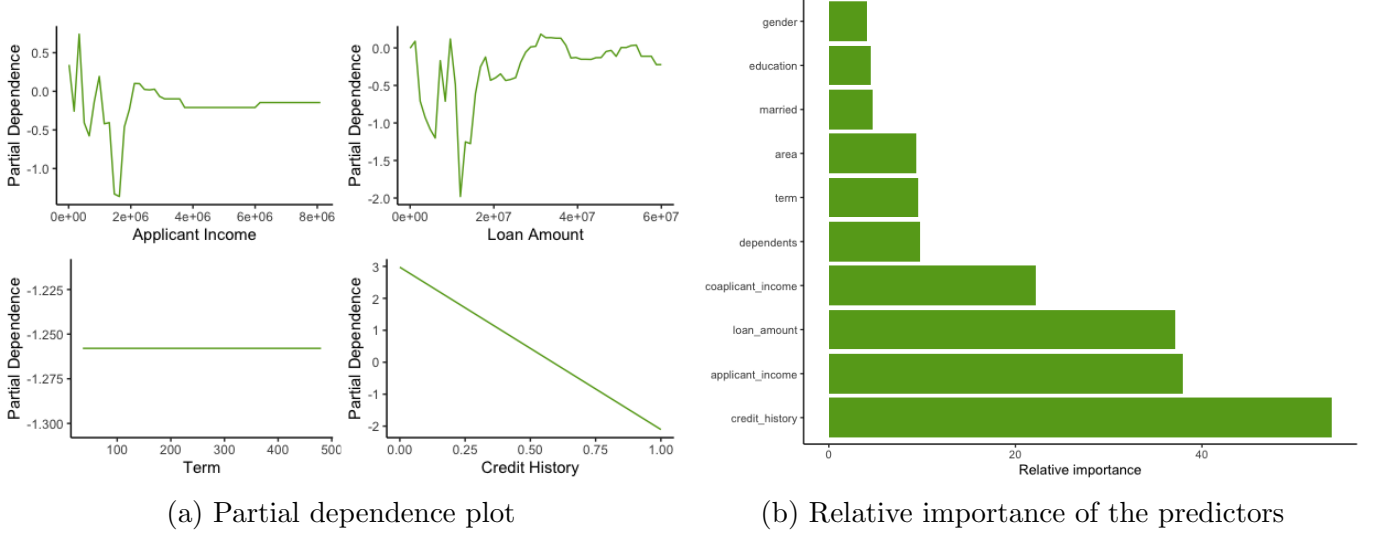 Partial Dependence
0.5
0.0
-0.5
-1.0
0e+00 2e+06 4e+06 6e+06 8e+06
Applicant Income
Partial Dependence
0.0
-0.5
-1.0
-1.5
-2.0
0e+00 2e+07 4e+07 6e+07
Loan Amount
Partial Dependence
-1.225
-1.250
-1.275
-1.300
100 200 300 400 500
Term
Partial Dependence
3
2
1
0
-1
-2
0.00 0.25 0.50 0.75 1.00
Credit History
(a) Partial dependence plot
gender
education
married
area
term
dependents
coaplicant_income
loan_amount
applicant_income
credit_history
0 20 40
Relative importance
(b) Relative importance of the predictors